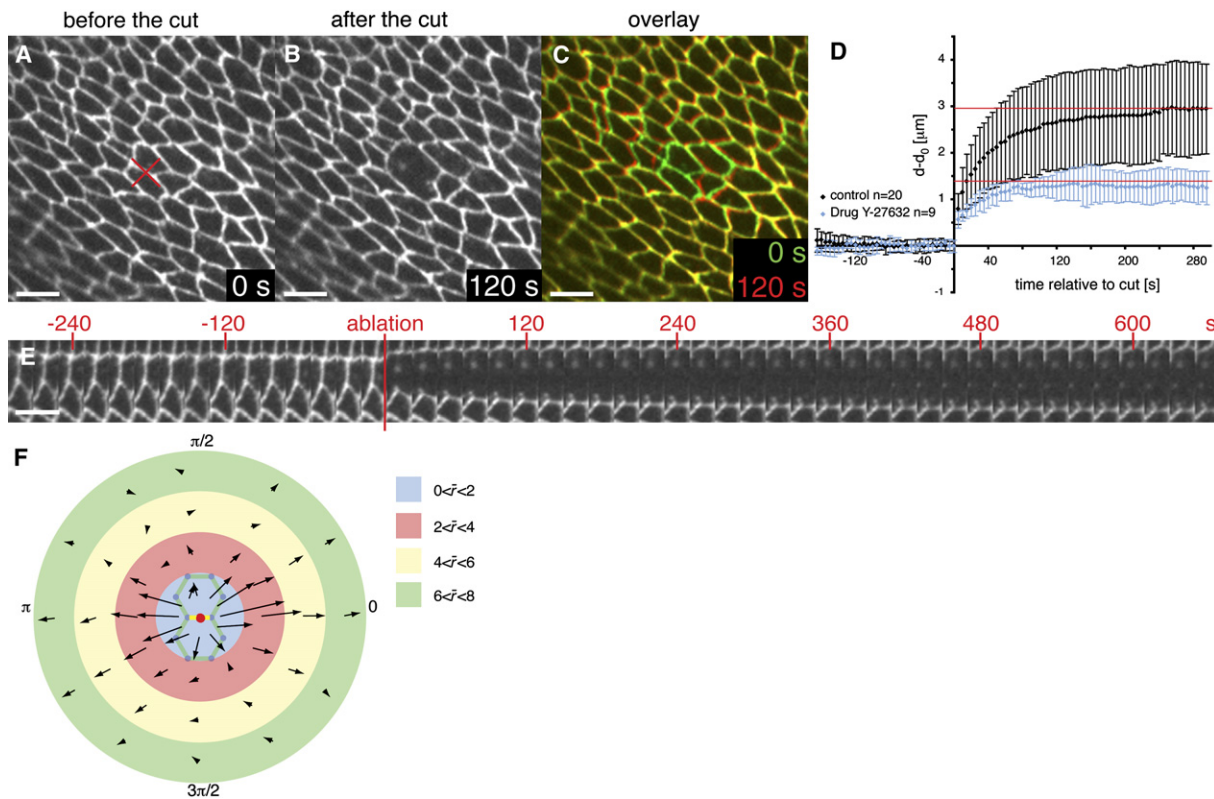 before the cut
after the cut
overlay
A
B
C
D
0 s
120 s
0 s
120 s
d-d₀ [μm]
4
3
2
1
-1
control n=20
Drug Y-27632 n=9
-120
-40
40
120
200
280
time relative to cut [s]
-240
-120
ablation
120
240
360
480
600
s
E
F
π/2
π
0
3π/2
0<r̄<2
2<r̄<4
4<r̄<6
6<r̄<8